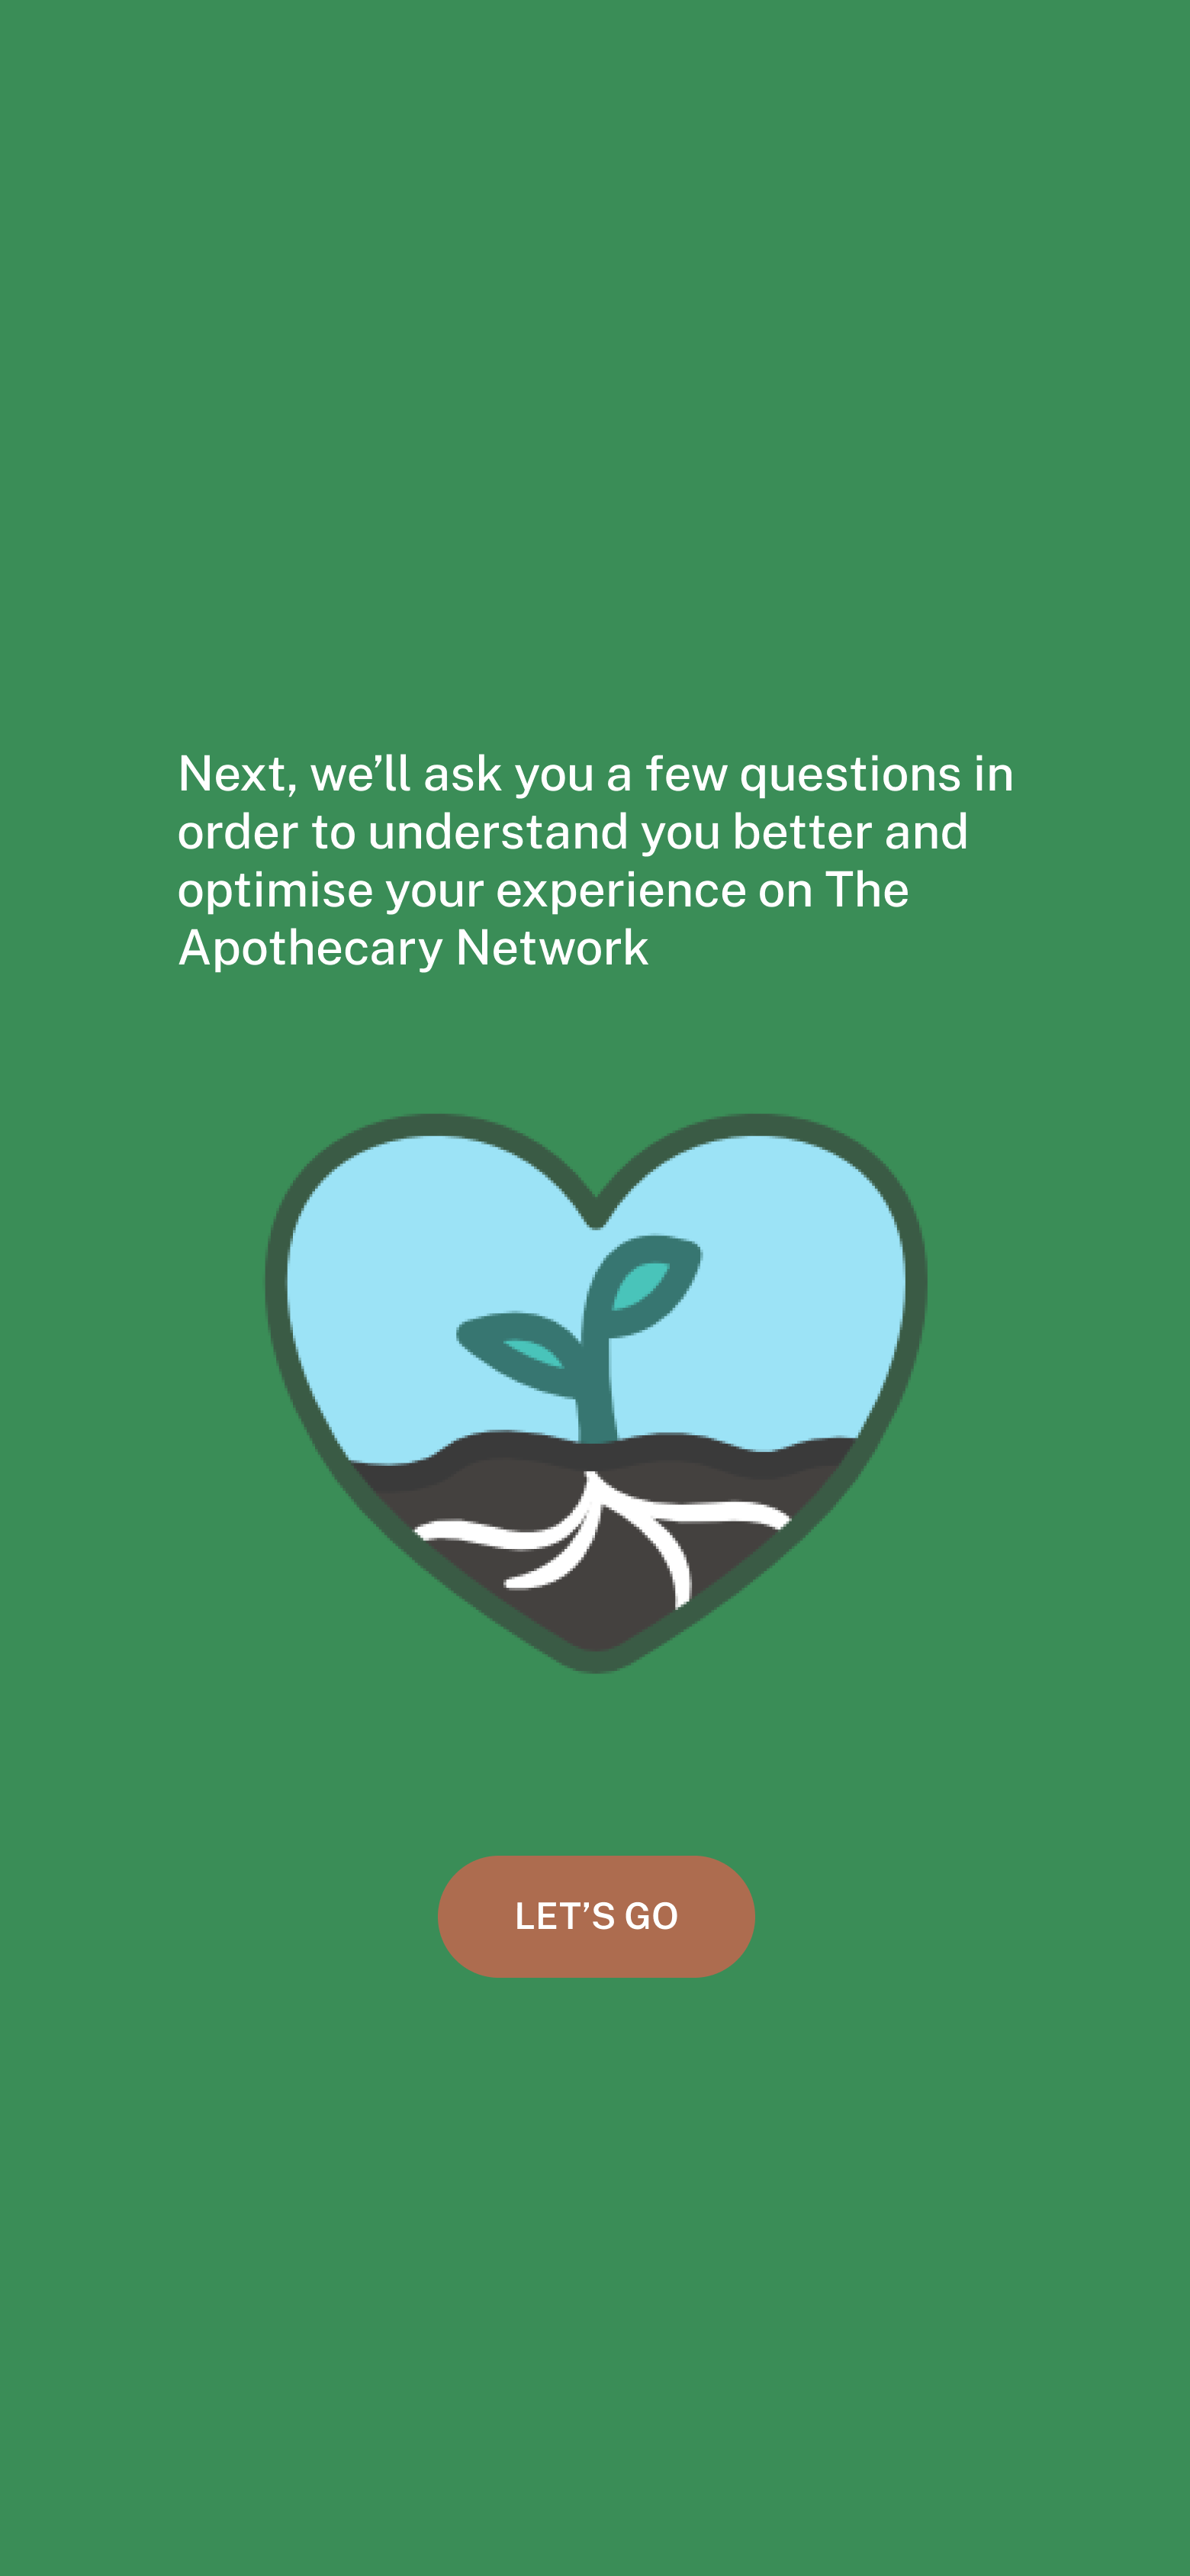 Next, we’ll ask you a few questions in
order to understand you better and
optimise your experience on The
Apothecary Network
LET’S GO